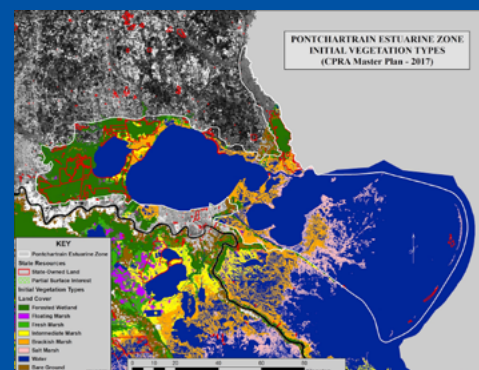 PONTCHARTRAIN ESTUARINE ZONE
INITIAL VEGETATION TYPES
(CPRA Master Plan - 2017)
KEY
Pontchartrain Estuarine Zone
State Resources
State-Owned Land
Partial Surface Interest
Initial Vegetation Types
Land Cover
Forested Wetland
Floating Marsh
Fresh Marsh
Intermediate Marsh
Brackish Marsh
Salt Marsh
Water
Bare Ground